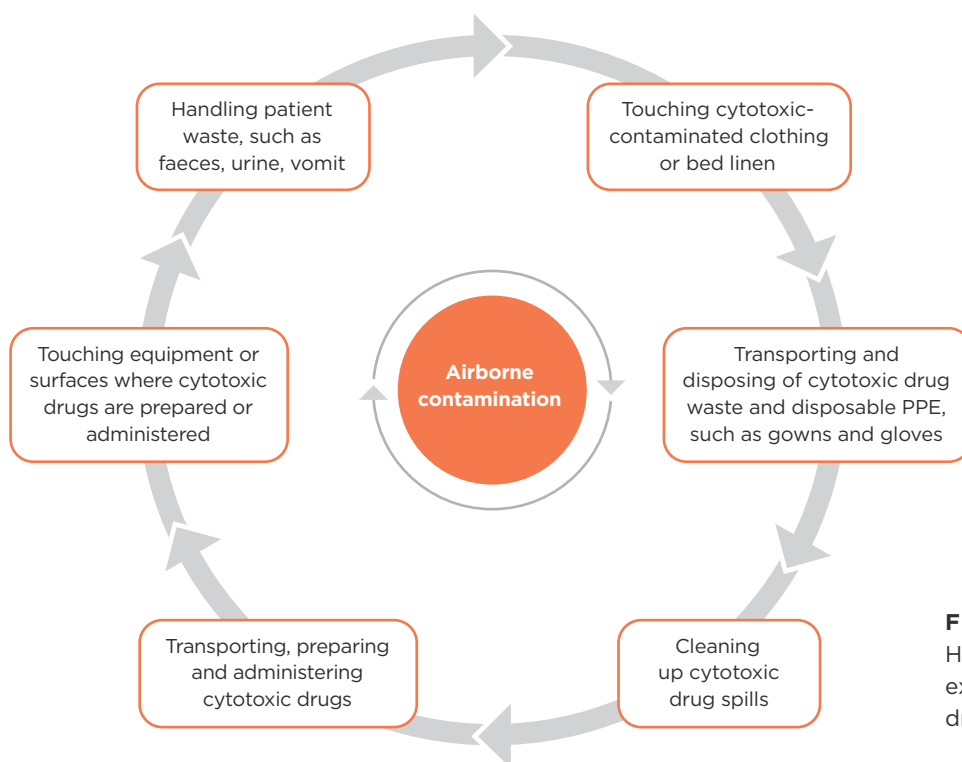 Handling patient
waste, such as
faeces, urine, vomit
Touching cytotoxic-
contaminated clothing
or bed linen
Touching equipment or
surfaces where cytotoxic
drugs are prepared or
administered
Airborne
contamination
Transporting and
disposing of cytotoxic drug
waste and disposable PPE,
such as gowns and gloves
Transporting, preparing
and administering
cytotoxic drugs
Cleaning
up cytotoxic
drug spills